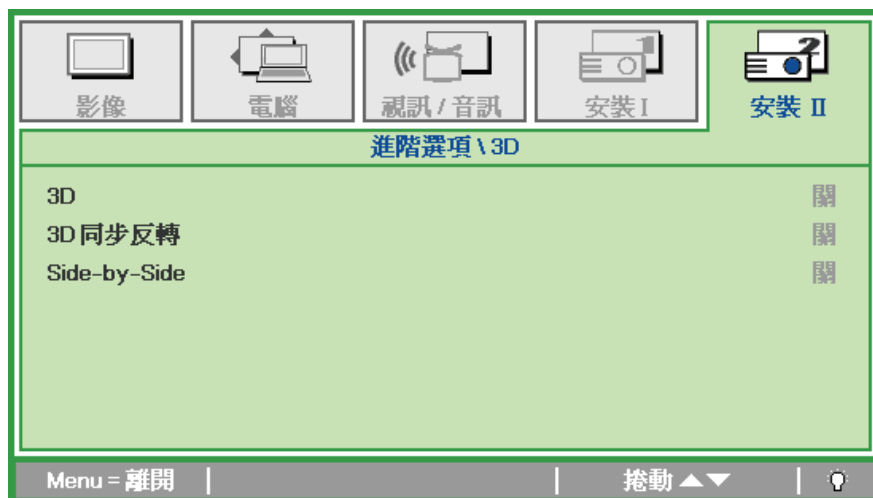 影像 電腦 視訊 / 音訊 安裝 I 安裝 II
進階選項 \ 3D
3D 關
3D 同步反轉 關
Side-by-Side 關
Menu = 離開 捲動 ▲▼